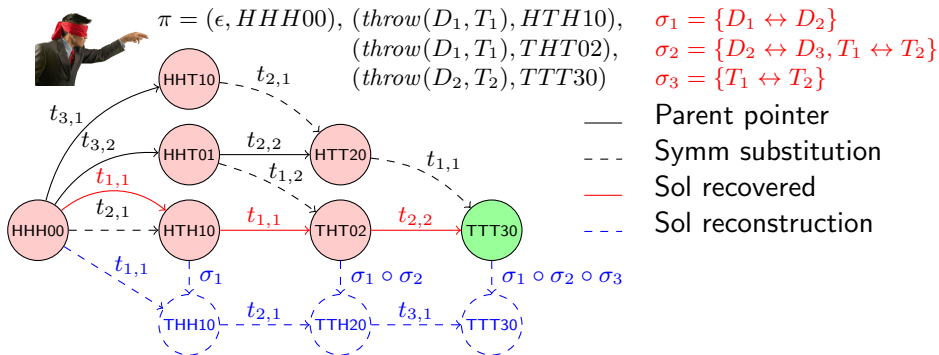 π = (ϵ, HHH00), (throw(D₁, T₁), HTH10), σ₁ = {D₁ ↔ D₂}
(throw(D₁, T₁), THT02), σ₂ = {D₂ ↔ D₃, T₁ ↔ T₂}
(throw(D₂, T₂), TTT30) σ₃ = {T₁ ↔ T₂}
HHT10
t₂,₁
t₃,₁
Parent pointer
t₃,₂
HHT01
t₂,₂
HTT20
Symm substitution
t₁,₂
t₁,₁
t₁,₁
Sol recovered
HHH00
t₂,₁
HTH10
t₁,₁
THT02
t₂,₂
TTT30
Sol reconstruction
t₁,₁
σ₁
σ₁ ∘ σ₂
σ₁ ∘ σ₂ ∘ σ₃
THH10
t₂,₁
TTH20
t₃,₁
TTT30